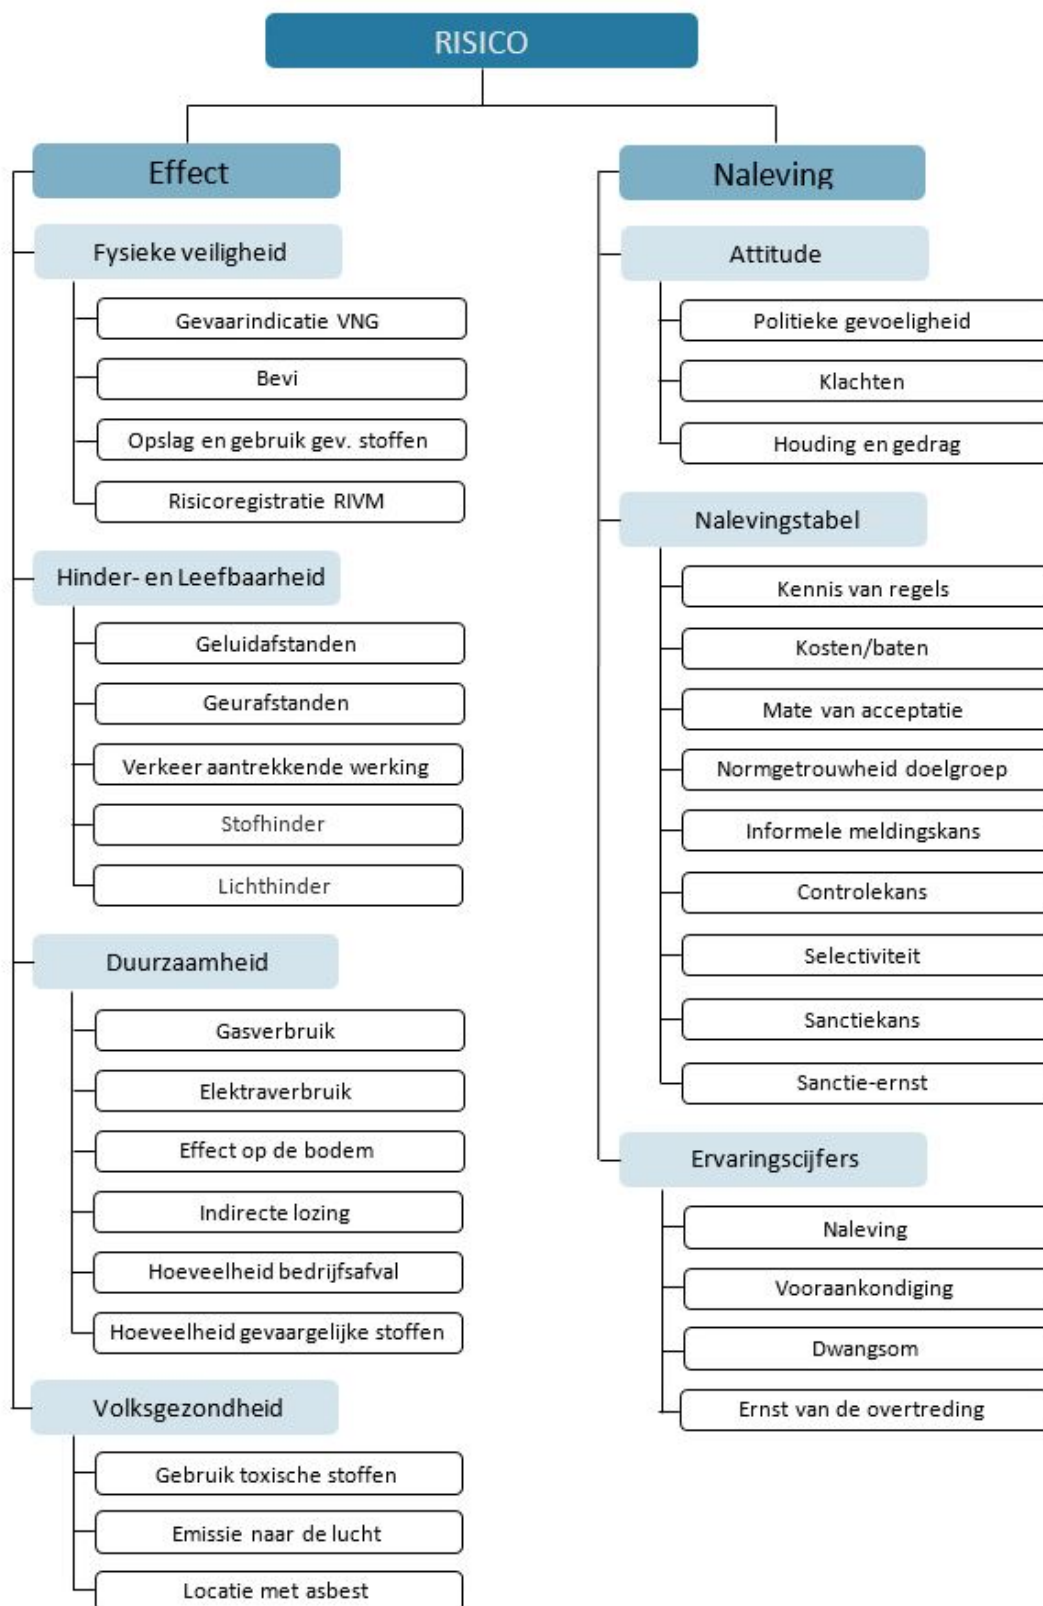 RISICO
Effect
Fysieke veiligheid
Gevaarindicatie VNG
Bevi
Opslag en gebruik gev. stoffen
Risicoregistratie RIVM
Hinder- en Leefbaarheid
Geluidafstanden
Geurafstanden
Verkeer aantrekkende werking
Stofhinder
Lichthinder
Duurzaamheid
Gasverbruik
Elektraverbruik
Effect op de bodem
Indirecte lozing
Hoeveelheid bedrijfsafval
Hoeveelheid gevaargelijke stoffen
Volksgezondheid
Gebruik toxische stoffen
Emissie naar de lucht
Locatie met asbest
Naleving
Attitude
Politieke gevoeligheid
Klachten
Houding en gedrag
Nalevingstabel
Kennis van regels
Kosten/baten
Mate van acceptatie
Normgetrouwheid doelgroep
Informele meldingskans
Controlekans
Selectiviteit
Sanctiekans
Sanctie-ernst
Ervaringscijfers
Naleving
Vooraankondiging
Dwangsom
Ernst van de overtreding